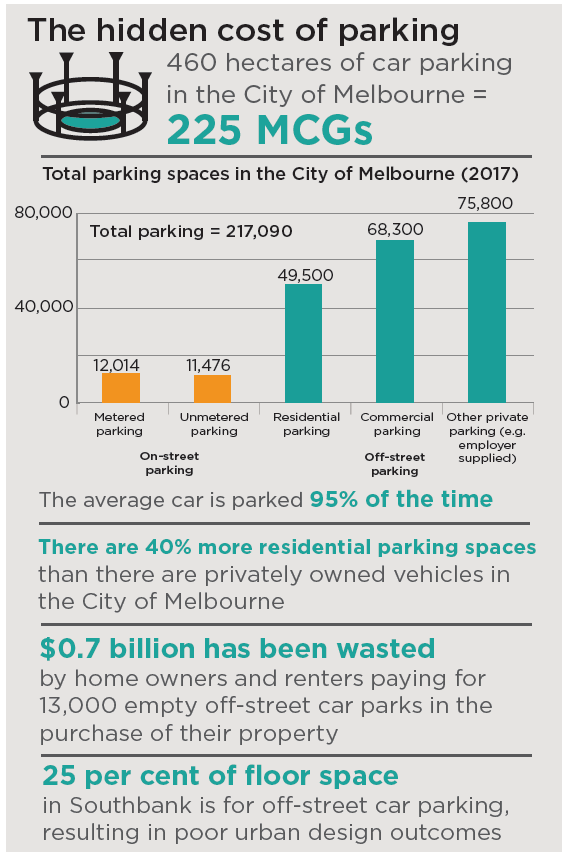 The hidden cost of parking
460 hectares of car parking
in the City of Melbourne =
225 MCGs
Total parking spaces in the City of Melbourne (2017)
80,000
40,000
0
Total parking = 217,090
12,014
11,476
49,500
68,300
75,800
Metered
parking
Unmetered
parking
Residential
parking
Commercial
parking
Other private
parking (e.g.
employer
supplied)
On-street
parking
Off-street
parking
The average car is parked 95% of the time
There are 40% more residential parking spaces
than there are privately owned vehicles in
the City of Melbourne
$0.7 billion has been wasted
by home owners and renters paying for
13,000 empty off-street car parks in the
purchase of their property
25 per cent of floor space
in Southbank is for off-street car parking,
resulting in poor urban design outcomes